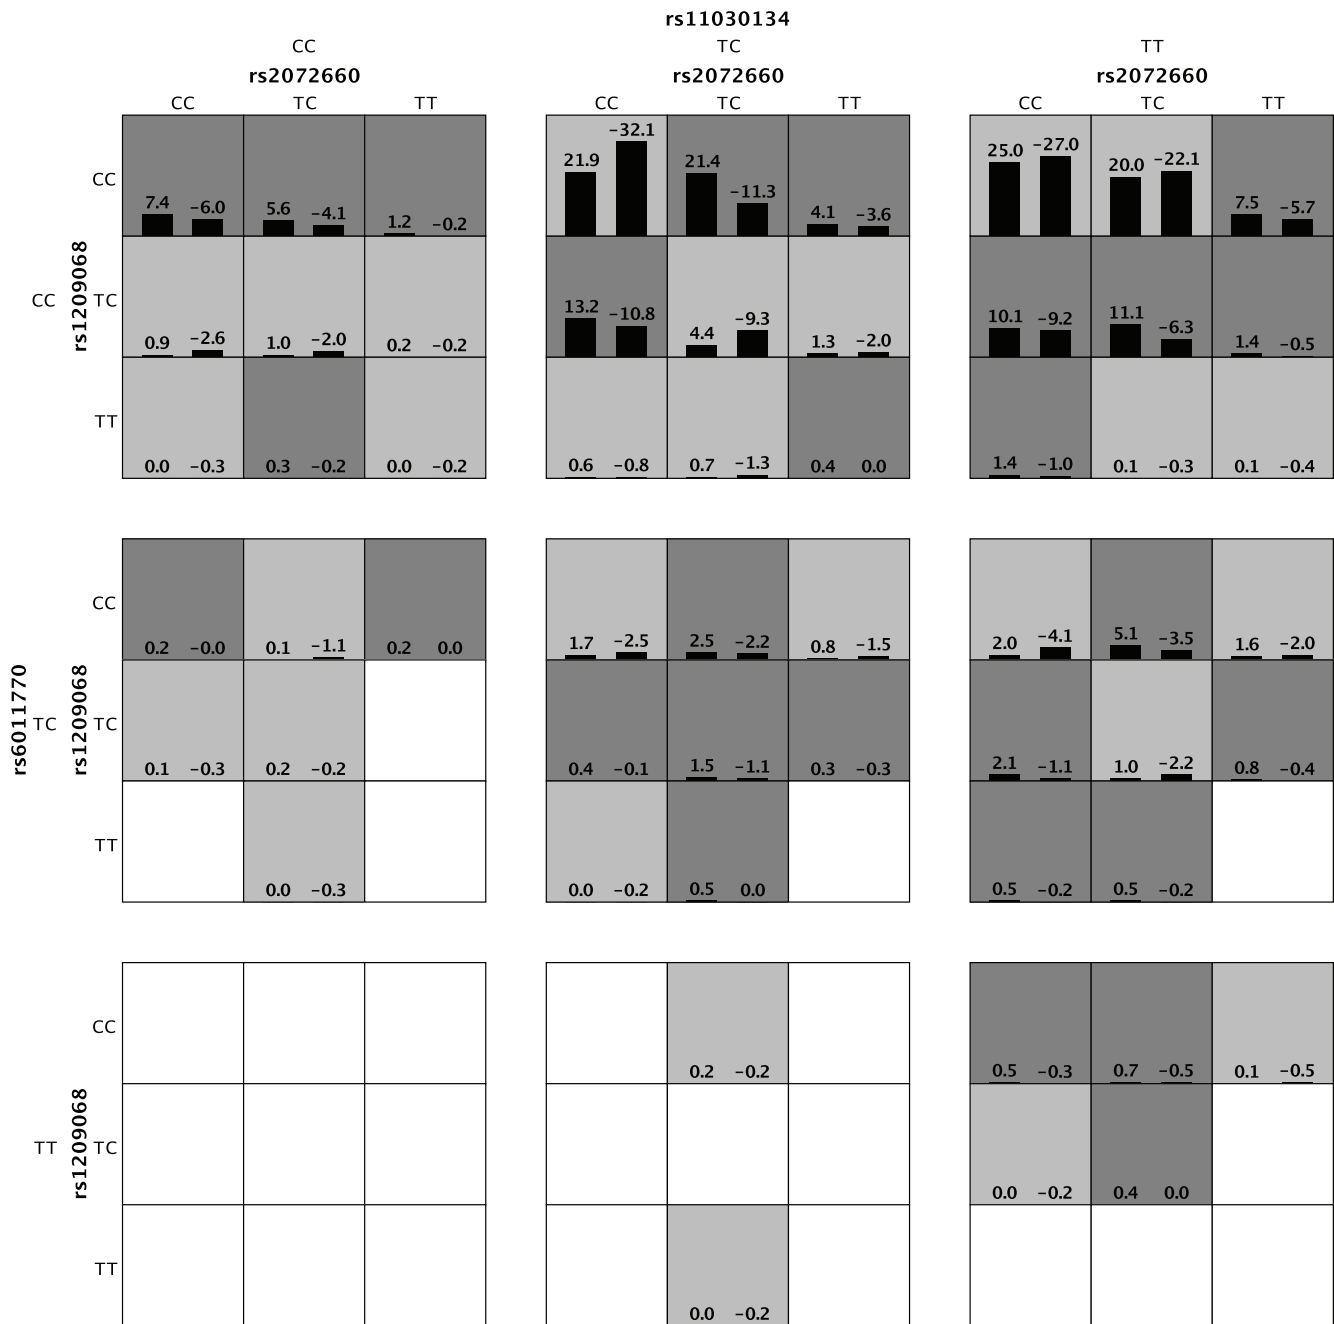 rs11030134
CC TC TT
rs2072660 rs2072660 rs2072660
CC TC TT CC TC TT CC TC TT
CC
7.4 −6.0 5.6 −4.1 1.2 −0.2 21.9 −32.1 21.4 −11.3 4.1 −3.6 25.0 −27.0 20.0 −22.1 7.5 −5.7
CC rs1209068 TC
0.9 −2.6 1.0 −2.0 0.2 −0.2 13.2 −10.8 4.4 −9.3 1.3 −2.0 10.1 −9.2 11.1 −6.3 1.4 −0.5
TT
0.0 −0.3 0.3 −0.2 0.0 −0.2 0.6 −0.8 0.7 −1.3 0.4 0.0 1.4 −1.0 0.1 −0.3 0.1 −0.4
CC
0.2 −0.0 0.1 −1.1 0.2 0.0 1.7 −2.5 2.5 −2.2 0.8 −1.5 2.0 −4.1 5.1 −3.5 1.6 −2.0
rs6011770 TC rs1209068 TC
0.1 −0.3 0.2 −0.2 0.4 −0.1 1.5 −1.1 0.3 −0.3 2.1 −1.1 1.0 −2.2 0.8 −0.4
TT
0.0 −0.3 0.0 −0.2 0.5 0.0 0.5 −0.2 0.5 −0.2
CC
0.2 −0.2 0.5 −0.3 0.7 −0.5 0.1 −0.5
TT rs1209068 TC
0.0 −0.2 0.4 0.0
TT
0.0 −0.2